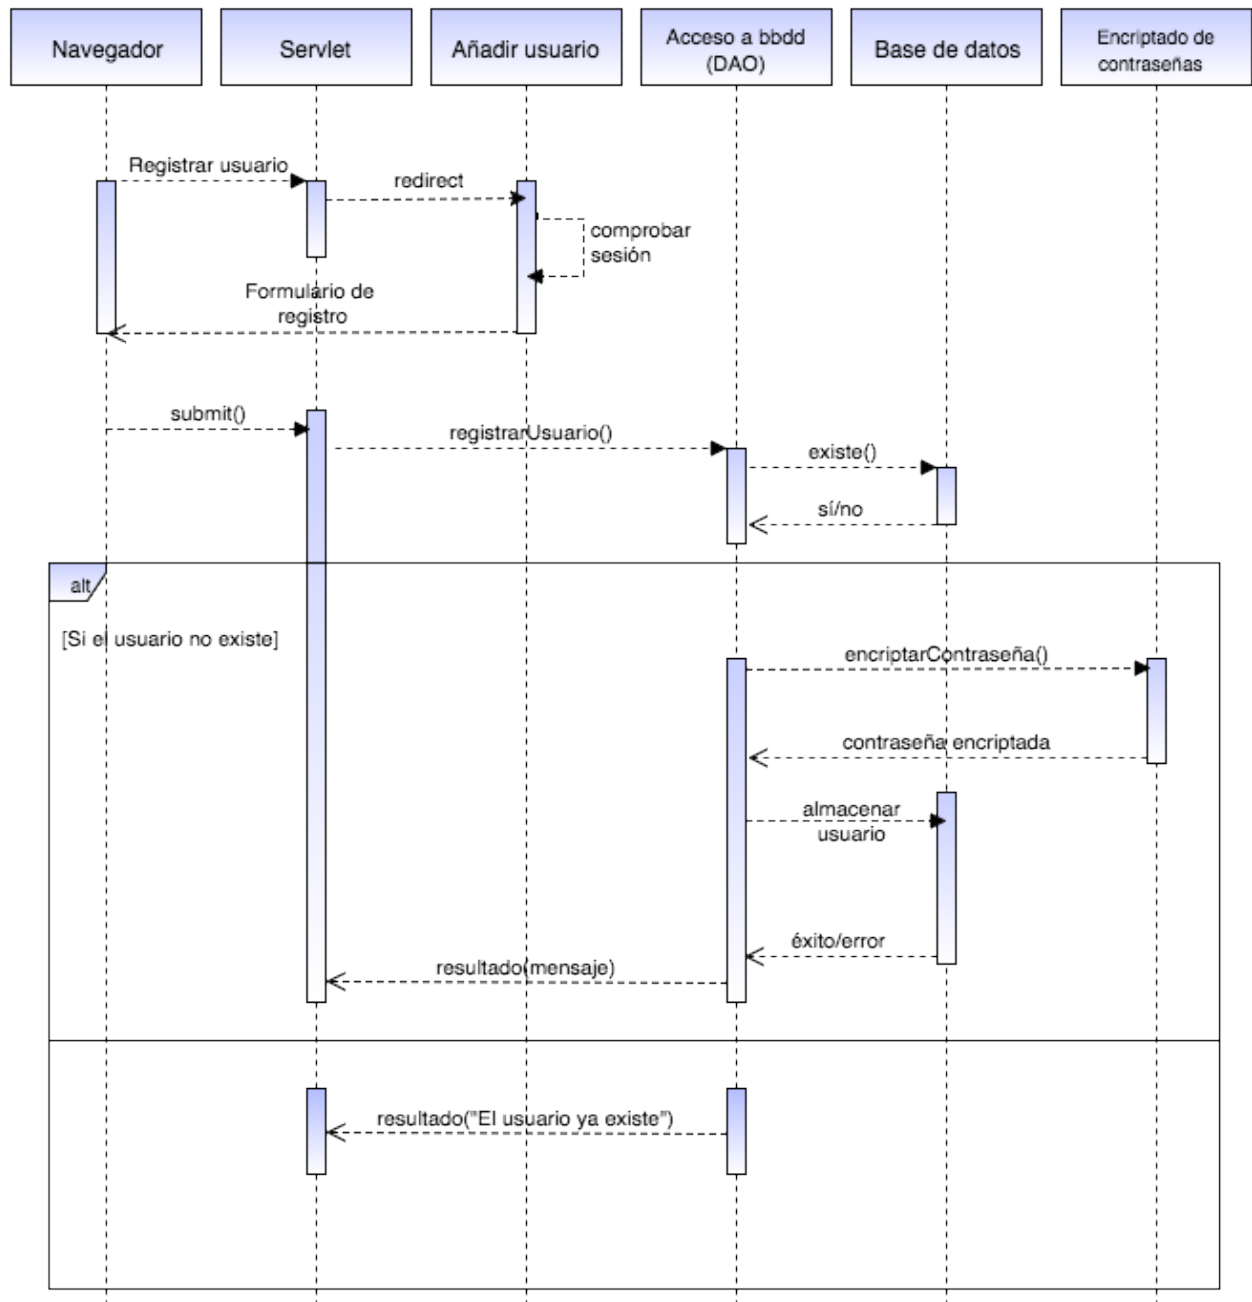 Navegador
Servlet
Añadir usuario
Acceso a bbdd
(DAO)
Base de datos
Encriptado de
contraseñas
Registrar usuario
redirect
comprobar
sesión
Formulario de
registro
submit()
registrarUsuario()
existe()
sí/no
alt
[Si el usuario no existe]
encriptarContraseña()
contraseña encriptada
almacenar
usuario
éxito/error
resultado(mensaje)
resultado("El usuario ya existe")